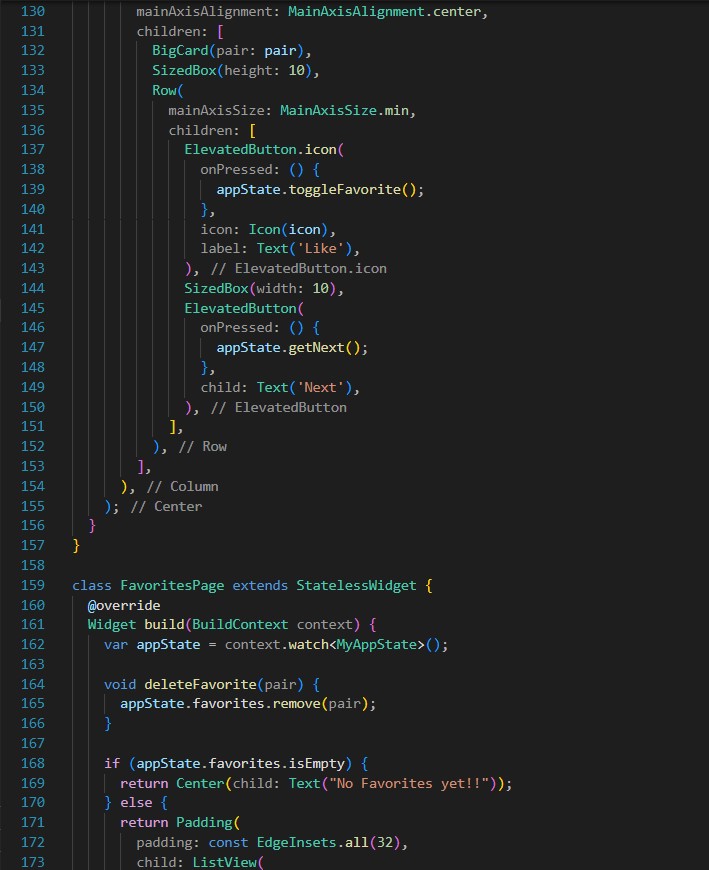 130 mainAxisAlignment: MainAxisAlignment.center,
131 children: [
132 BigCard(pair: pair),
133 SizedBox(height: 10),
134 Row(
135 mainAxisSize: MainAxisSize.min,
136 children: [
137 ElevatedButton.icon(
138 onPressed: () {
139 appState.toggleFavorite();
140 },
141 icon: Icon(icon),
142 label: Text('Like'),
143 ), // ElevatedButton.icon
144 SizedBox(width: 10),
145 ElevatedButton(
146 onPressed: () {
147 appState.getNext();
148 },
149 child: Text('Next'),
150 ), // ElevatedButton
151 ],
152 ), // Row
153 ],
154 ), // Column
155 ); // Center
156 }
157 }
158
159 class FavoritesPage extends StatelessWidget {
160 @override
161 Widget build(BuildContext context) {
162 var appState = context.watch<MyAppState>();
163
164 void deleteFavorite(pair) {
165 appState.favorites.remove(pair);
166 }
167
168 if (appState.favorites.isEmpty) {
169 return Center(child: Text("No Favorites yet!!"));
170 } else {
171 return Padding(
172 padding: const EdgeInsets.all(32),
173 child: ListView(